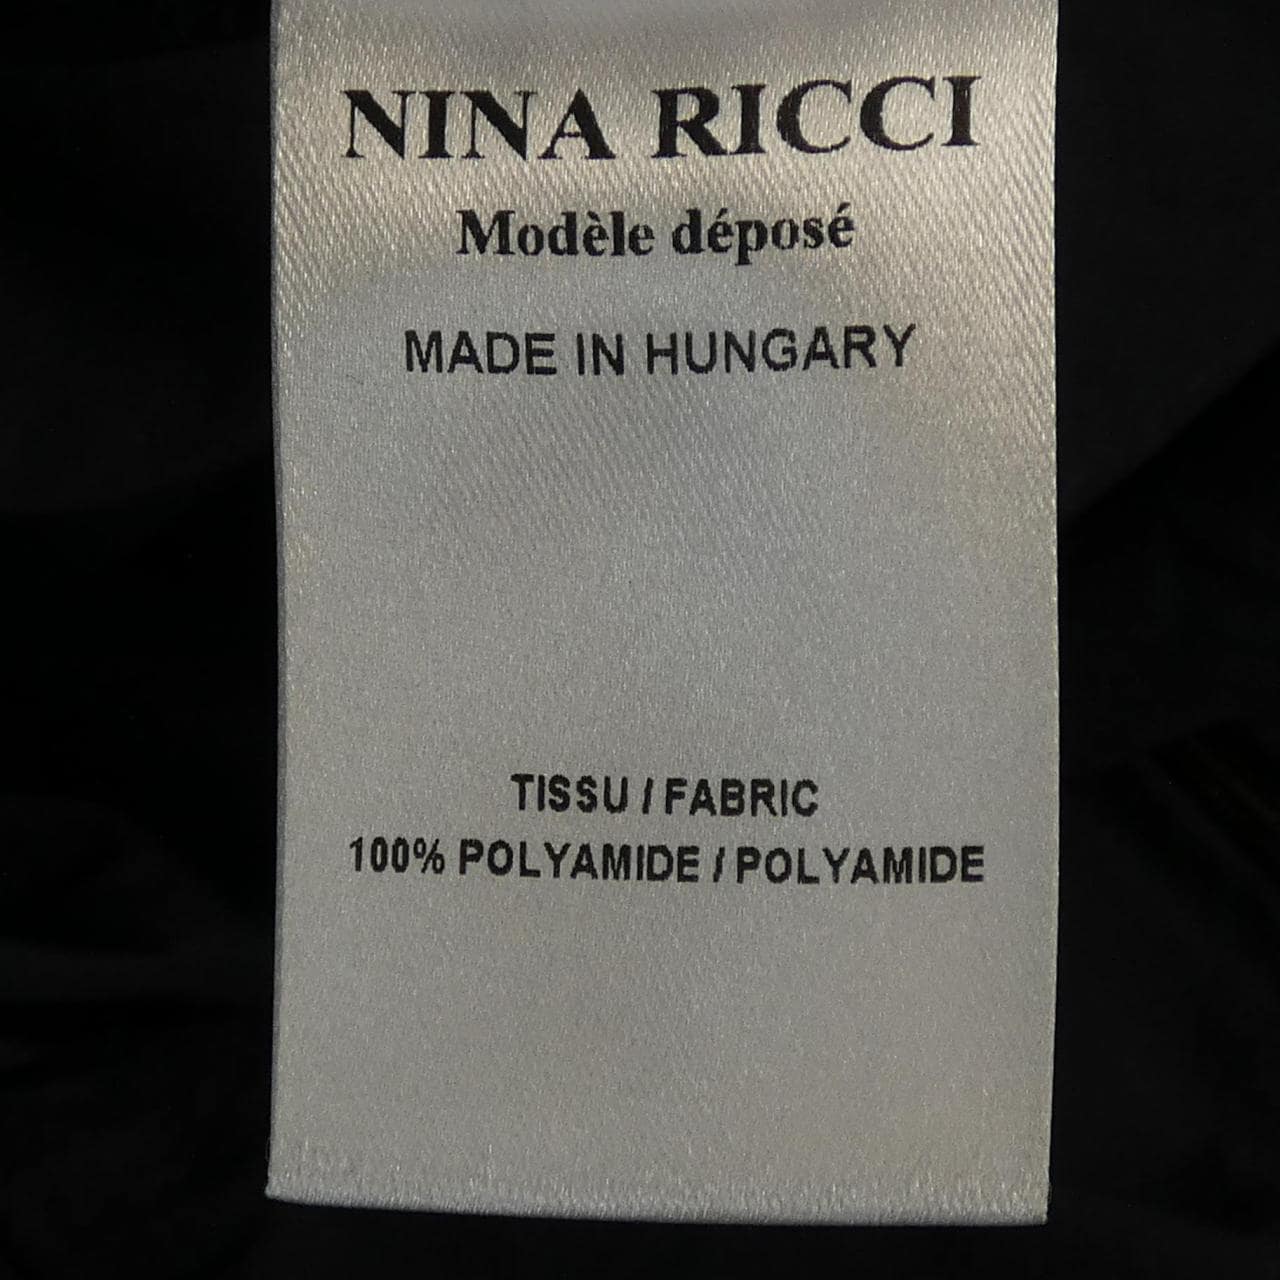 NINA RICCI
Modèle déposé
MADE IN HUNGARY
TISSU / FABRIC
100% POLYAMIDE / POLYAMIDE